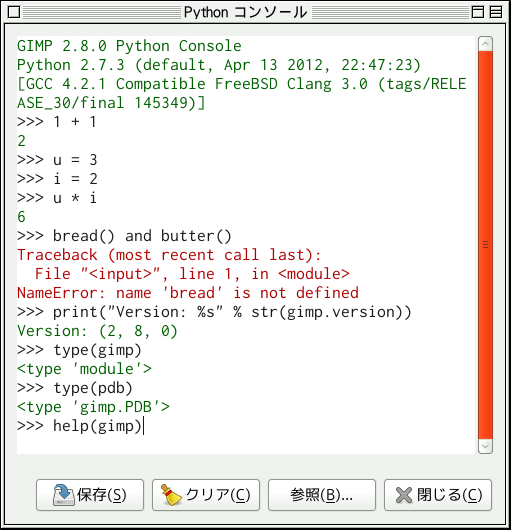 Python コンソール
GIMP 2.8.0 Python Console
Python 2.7.3 (default, Apr 13 2012, 22:47:23)
[GCC 4.2.1 Compatible FreeBSD Clang 3.0 (tags/RELE
ASE_30/final 145349)]
>>> 1 + 1
2
>>> u = 3
>>> i = 2
>>> u * i
6
>>> bread() and butter()
Traceback (most recent call last):
  File "<input>", line 1, in <module>
NameError: name 'bread' is not defined
>>> print("Version: %s" % str(gimp.version))
Version: (2, 8, 0)
>>> type(gimp)
<type 'module'>
>>> type(pdb)
<type 'gimp.PDB'>
>>> help(gimp)
保存(S) クリア(C) 参照(B)... 閉じる(C)